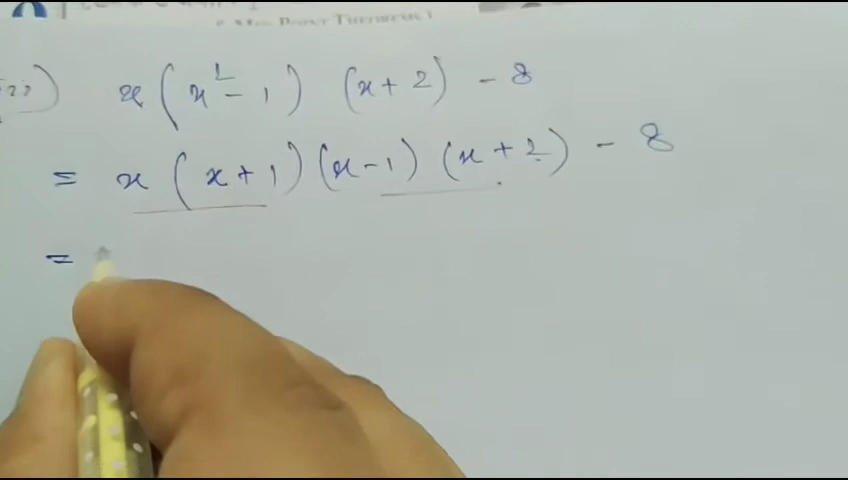 x(x² - 1) (x + 2) - 8
= x (x + 1)(x - 1) (x + 2) - 8
=